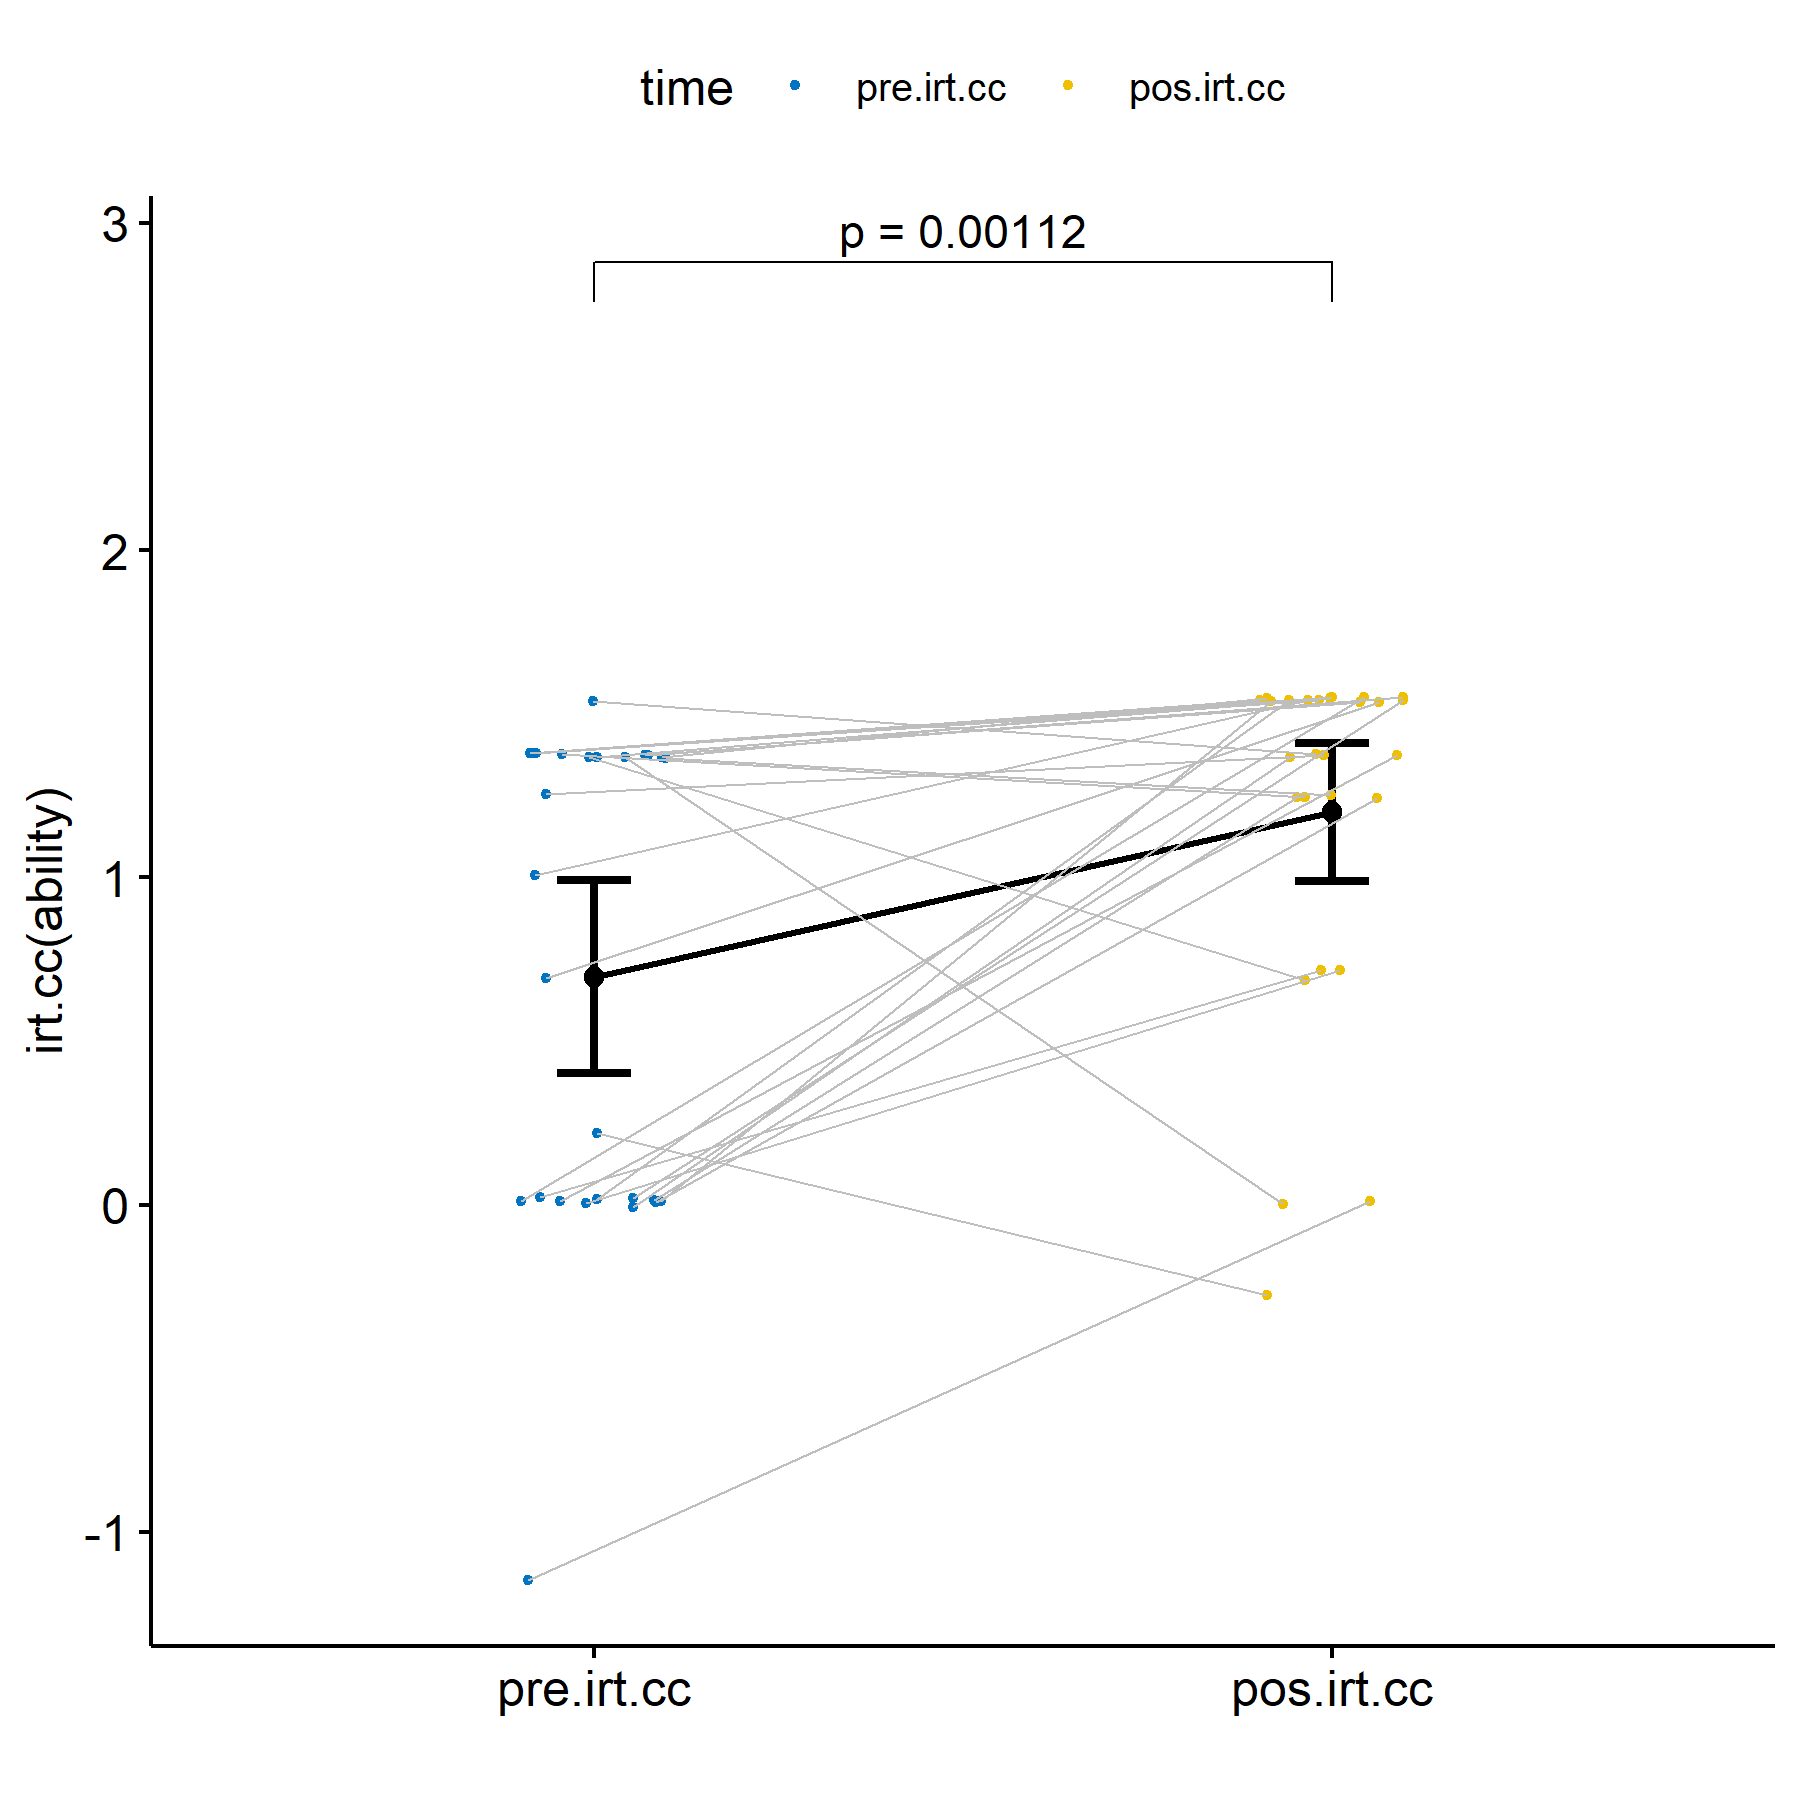 time pre.irt.cc pos.irt.cc
p = 0.00112
3
2
1
0
-1
irt.cc(ability)
pre.irt.cc pos.irt.cc